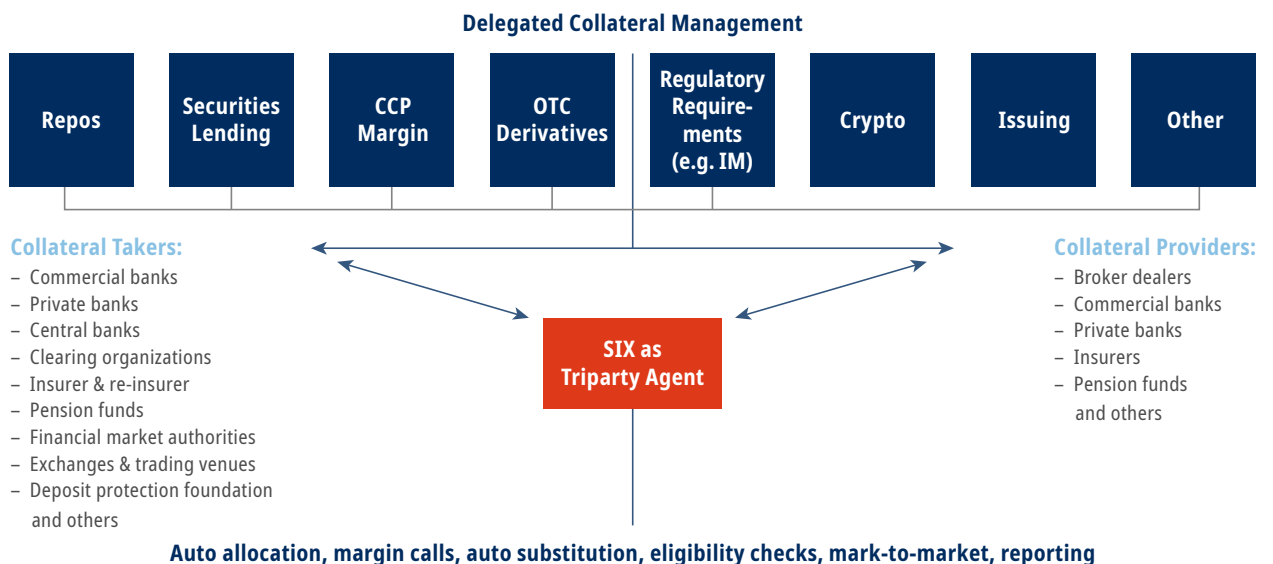 Delegated Collateral Management
Repos
Securities
Lending
CCP
Margin
OTC
Derivatives
Regulatory
Require-
ments
(e.g. IM)
Crypto
Issuing
Other
Collateral Takers:
– Commercial banks
– Private banks
– Central banks
– Clearing organizations
– Insurer & re-insurer
– Pension funds
– Financial market authorities
– Exchanges & trading venues
– Deposit protection foundation
and others
SIX as
Triparty Agent
Collateral Providers:
– Broker dealers
– Commercial banks
– Private banks
– Insurers
– Pension funds
and others
Auto allocation, margin calls, auto substitution, eligibility checks, mark-to-market, reporting